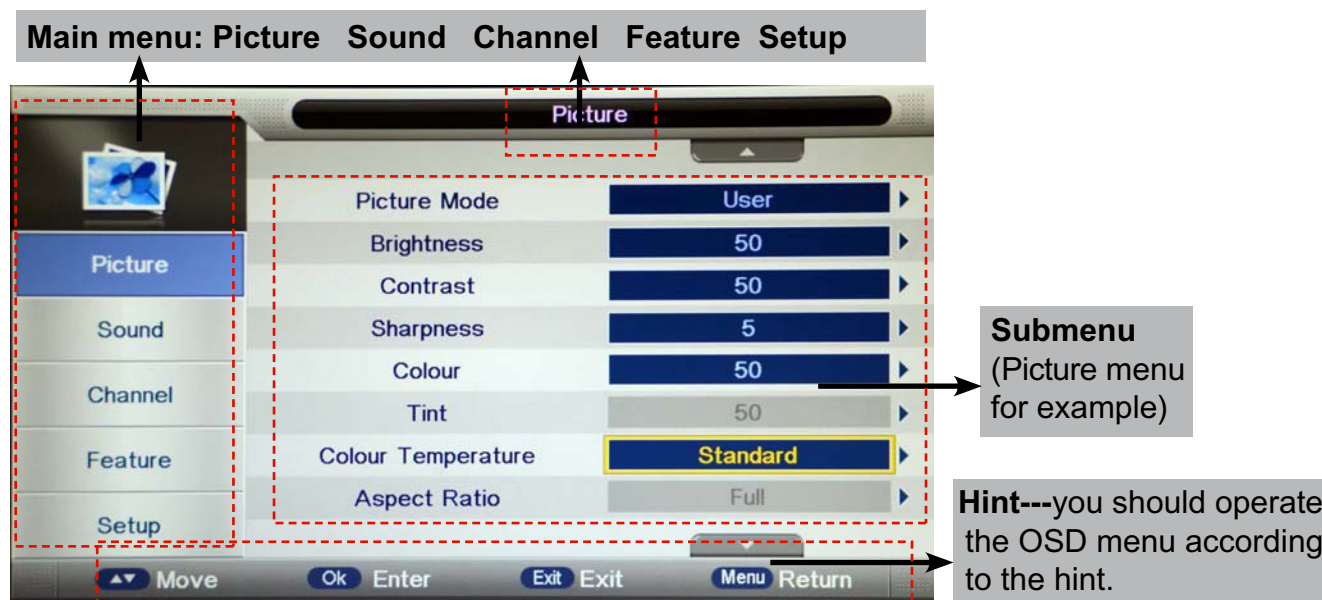 Main menu: Picture Sound Channel Feature Setup
Picture
Picture
Sound
Channel
Feature
Setup
Picture Mode User
Brightness 50
Contrast 50
Sharpness 5
Colour 50
Tint 50
Colour Temperature Standard
Aspect Ratio Full
Submenu
(Picture menu
for example)
Hint---you should operate
the OSD menu according
to the hint.
Move Ok Enter Exit Exit Menu Return